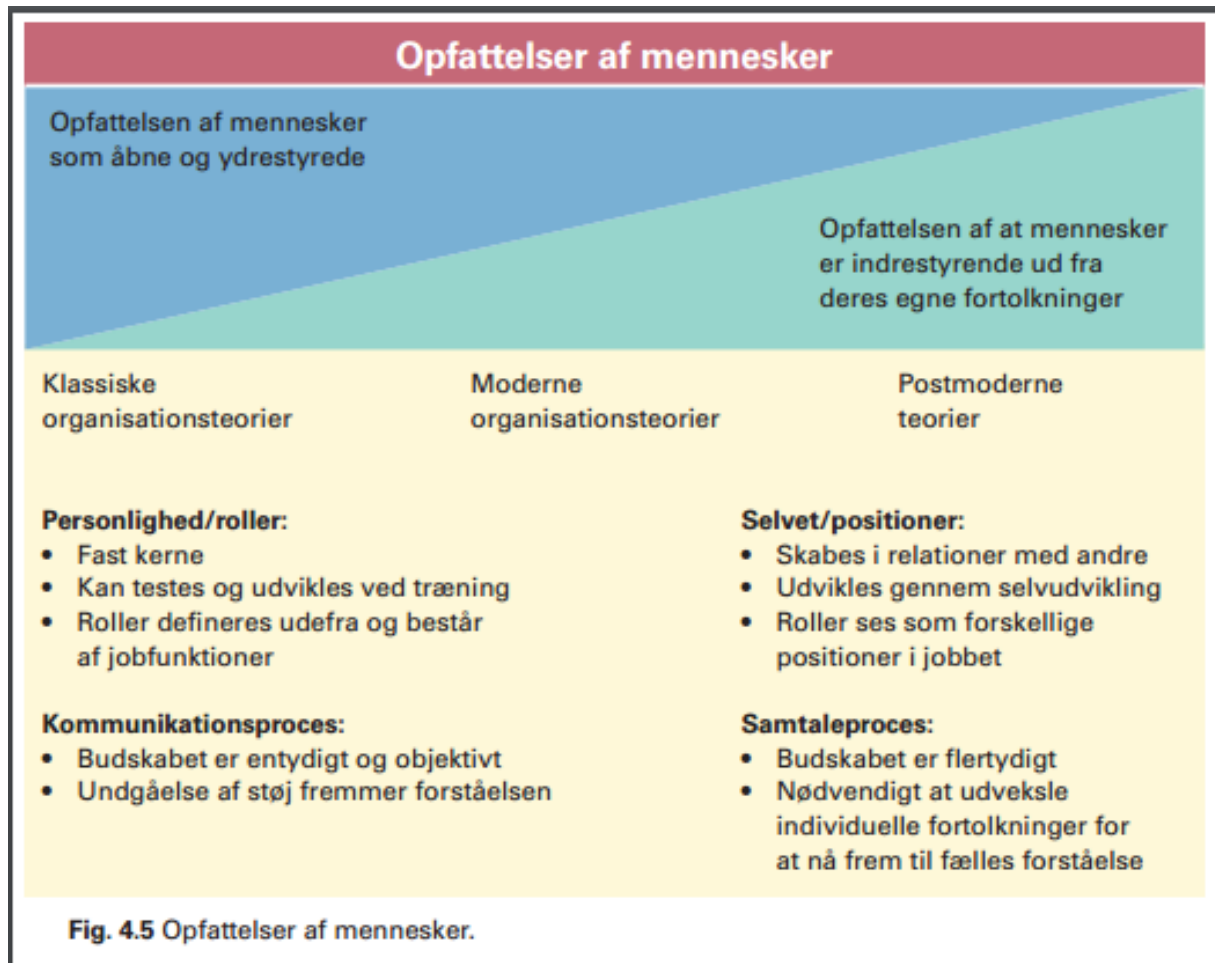 Opfattelser af mennesker
Opfattelsen af mennesker
som åbne og ydrestyrede
Opfattelsen af at mennesker
er indrestyrende ud fra
deres egne fortolkninger
Klassiske
organisationsteorier
Moderne
organisationsteorier
Postmoderne
teorier
Personlighed/roller:
• Fast kerne
• Kan testes og udvikles ved træning
• Roller defineres udefra og består
af jobfunktioner
Kommunikationsproces:
• Budskabet er entydigt og objektivt
• Undgåelse af støj fremmer forståelsen
Selvet/positioner:
• Skabes i relationer med andre
• Udvikles gennem selvudvikling
• Roller ses som forskellige
positioner i jobbet
Samtaleproces:
• Budskabet er flertydigt
• Nødvendigt at udveksle
individuelle fortolkninger for
at nå frem til fælles forståelse
Fig. 4.5 Opfattelser af mennesker.